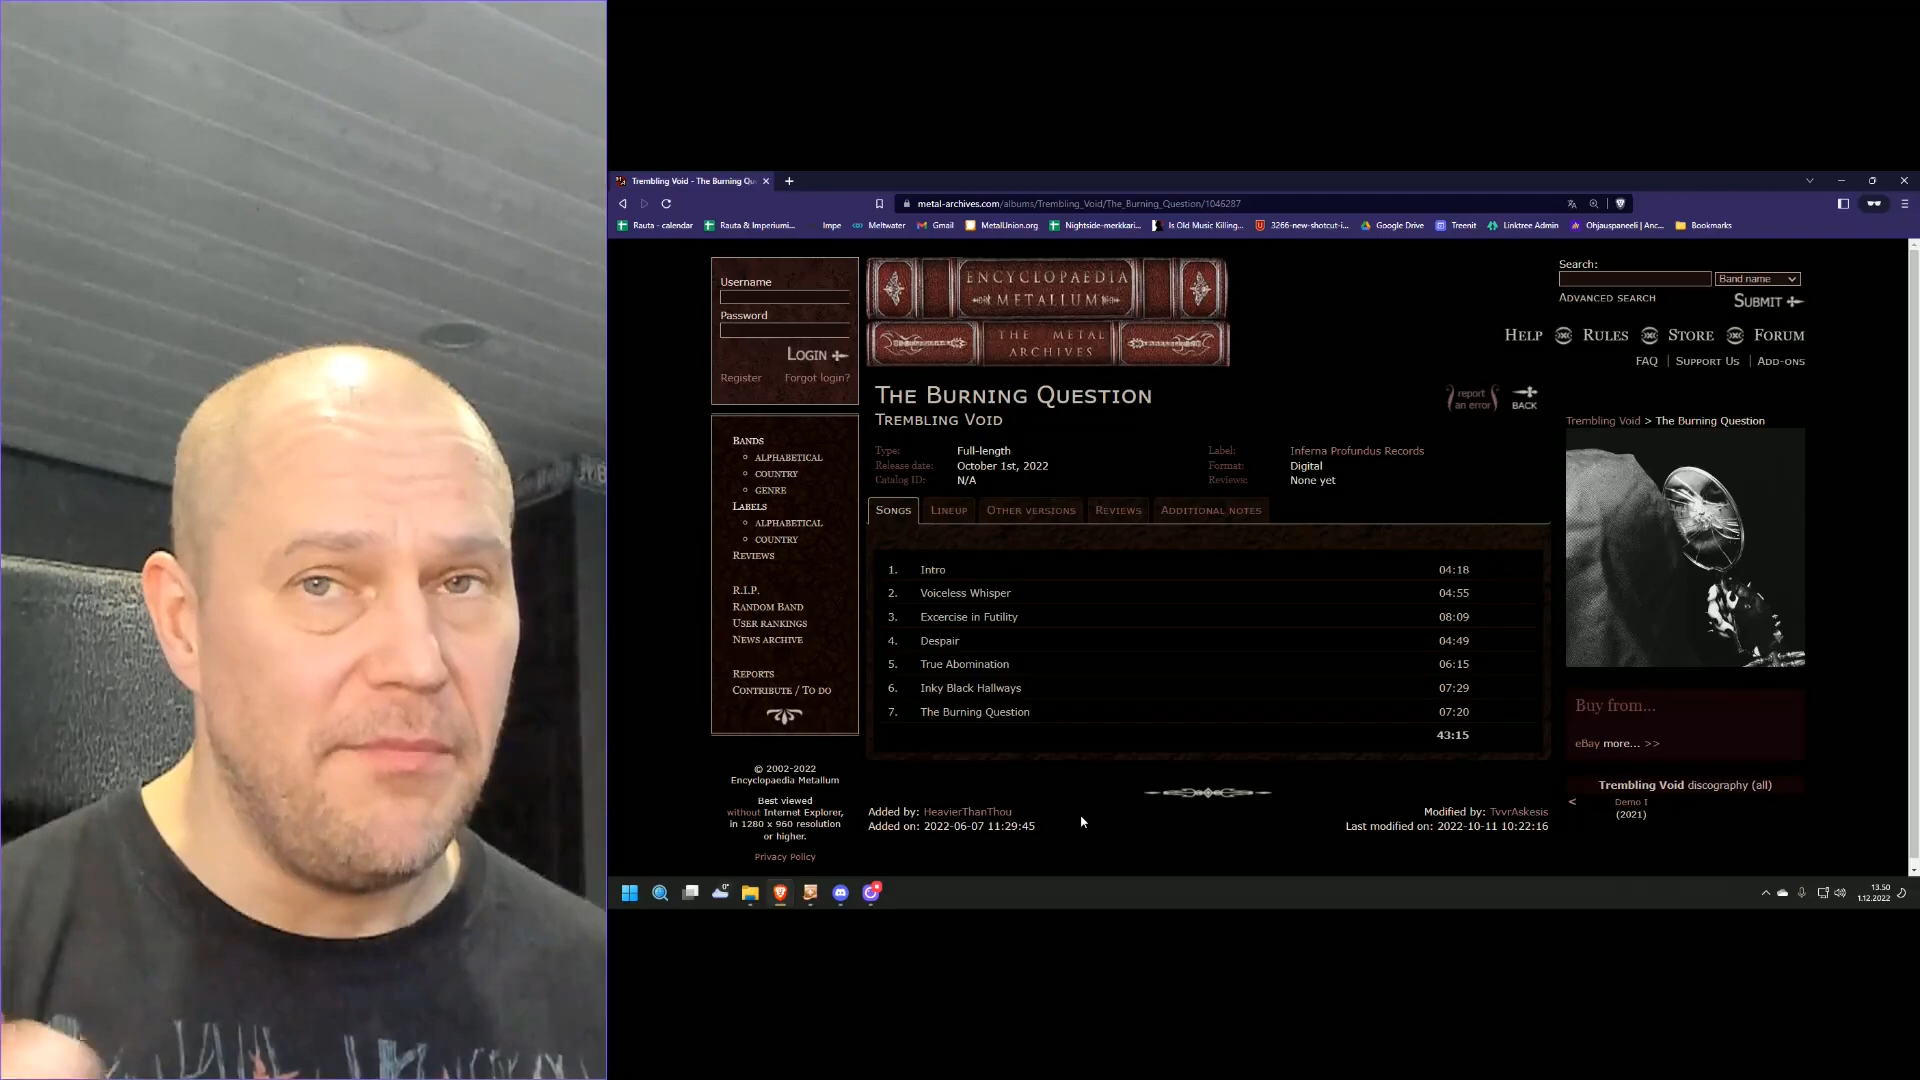 Trembling Void - The Burning Qu
metal-archives.com/albums/Trembling_Void/The_Burning_Question/1046287
Rauta - calendar
Rauta & Imperiumi...
Impe
Meltwater
Gmail
MetalUnion.org
Nightside-merkkari...
Is Old Music Killing...
3266-new-shotcut-i...
Google Drive
Treenit
Linktree Admin
Ohjauspaneeli | Anc...
Bookmarks
Username
Password
LOGIN
Register
Forgot login?
ENCYCLOPAEDIA
METALLUM
THE METAL
ARCHIVES
Search:
Band name
ADVANCED SEARCH
SUBMIT
HELP
RULES
STORE
FORUM
FAQ | SUPPORT US | ADD-ONS
BANDS
ALPHABETICAL
COUNTRY
GENRE
LABELS
ALPHABETICAL
COUNTRY
REVIEWS
R.I.P.
RANDOM BAND
USER RANKINGS
NEWS ARCHIVE
REPORTS
CONTRIBUTE / TO DO
© 2002-2022
Encyclopaedia Metallum
Best viewed
without Internet Explorer,
in 1280 x 960 resolution
or higher.
Privacy Policy
THE BURNING QUESTION
TREMBLING VOID
report
an error
BACK
Type: Full-length
Release date: October 1st, 2022
Catalog ID: N/A
Label: Inferna Profundus Records
Format: Digital
Reviews: None yet
SONGS
LINEUP
OTHER VERSIONS
REVIEWS
ADDITIONAL NOTES
1. Intro 04:18
2. Voiceless Whisper 04:55
3. Excercise in Futility 08:09
4. Despair 04:49
5. True Abomination 06:15
6. Inky Black Hallways 07:29
7. The Burning Question 07:20
43:15
Added by: HeavierThanThou
Added on: 2022-06-07 11:29:45
Modified by: TvvrAskesis
Last modified on: 2022-10-11 10:22:16
Trembling Void > The Burning Question
Buy from...
eBay more... >>
Trembling Void discography (all)
<
Demo I
(2021)
0°
13.50
1.12.2022